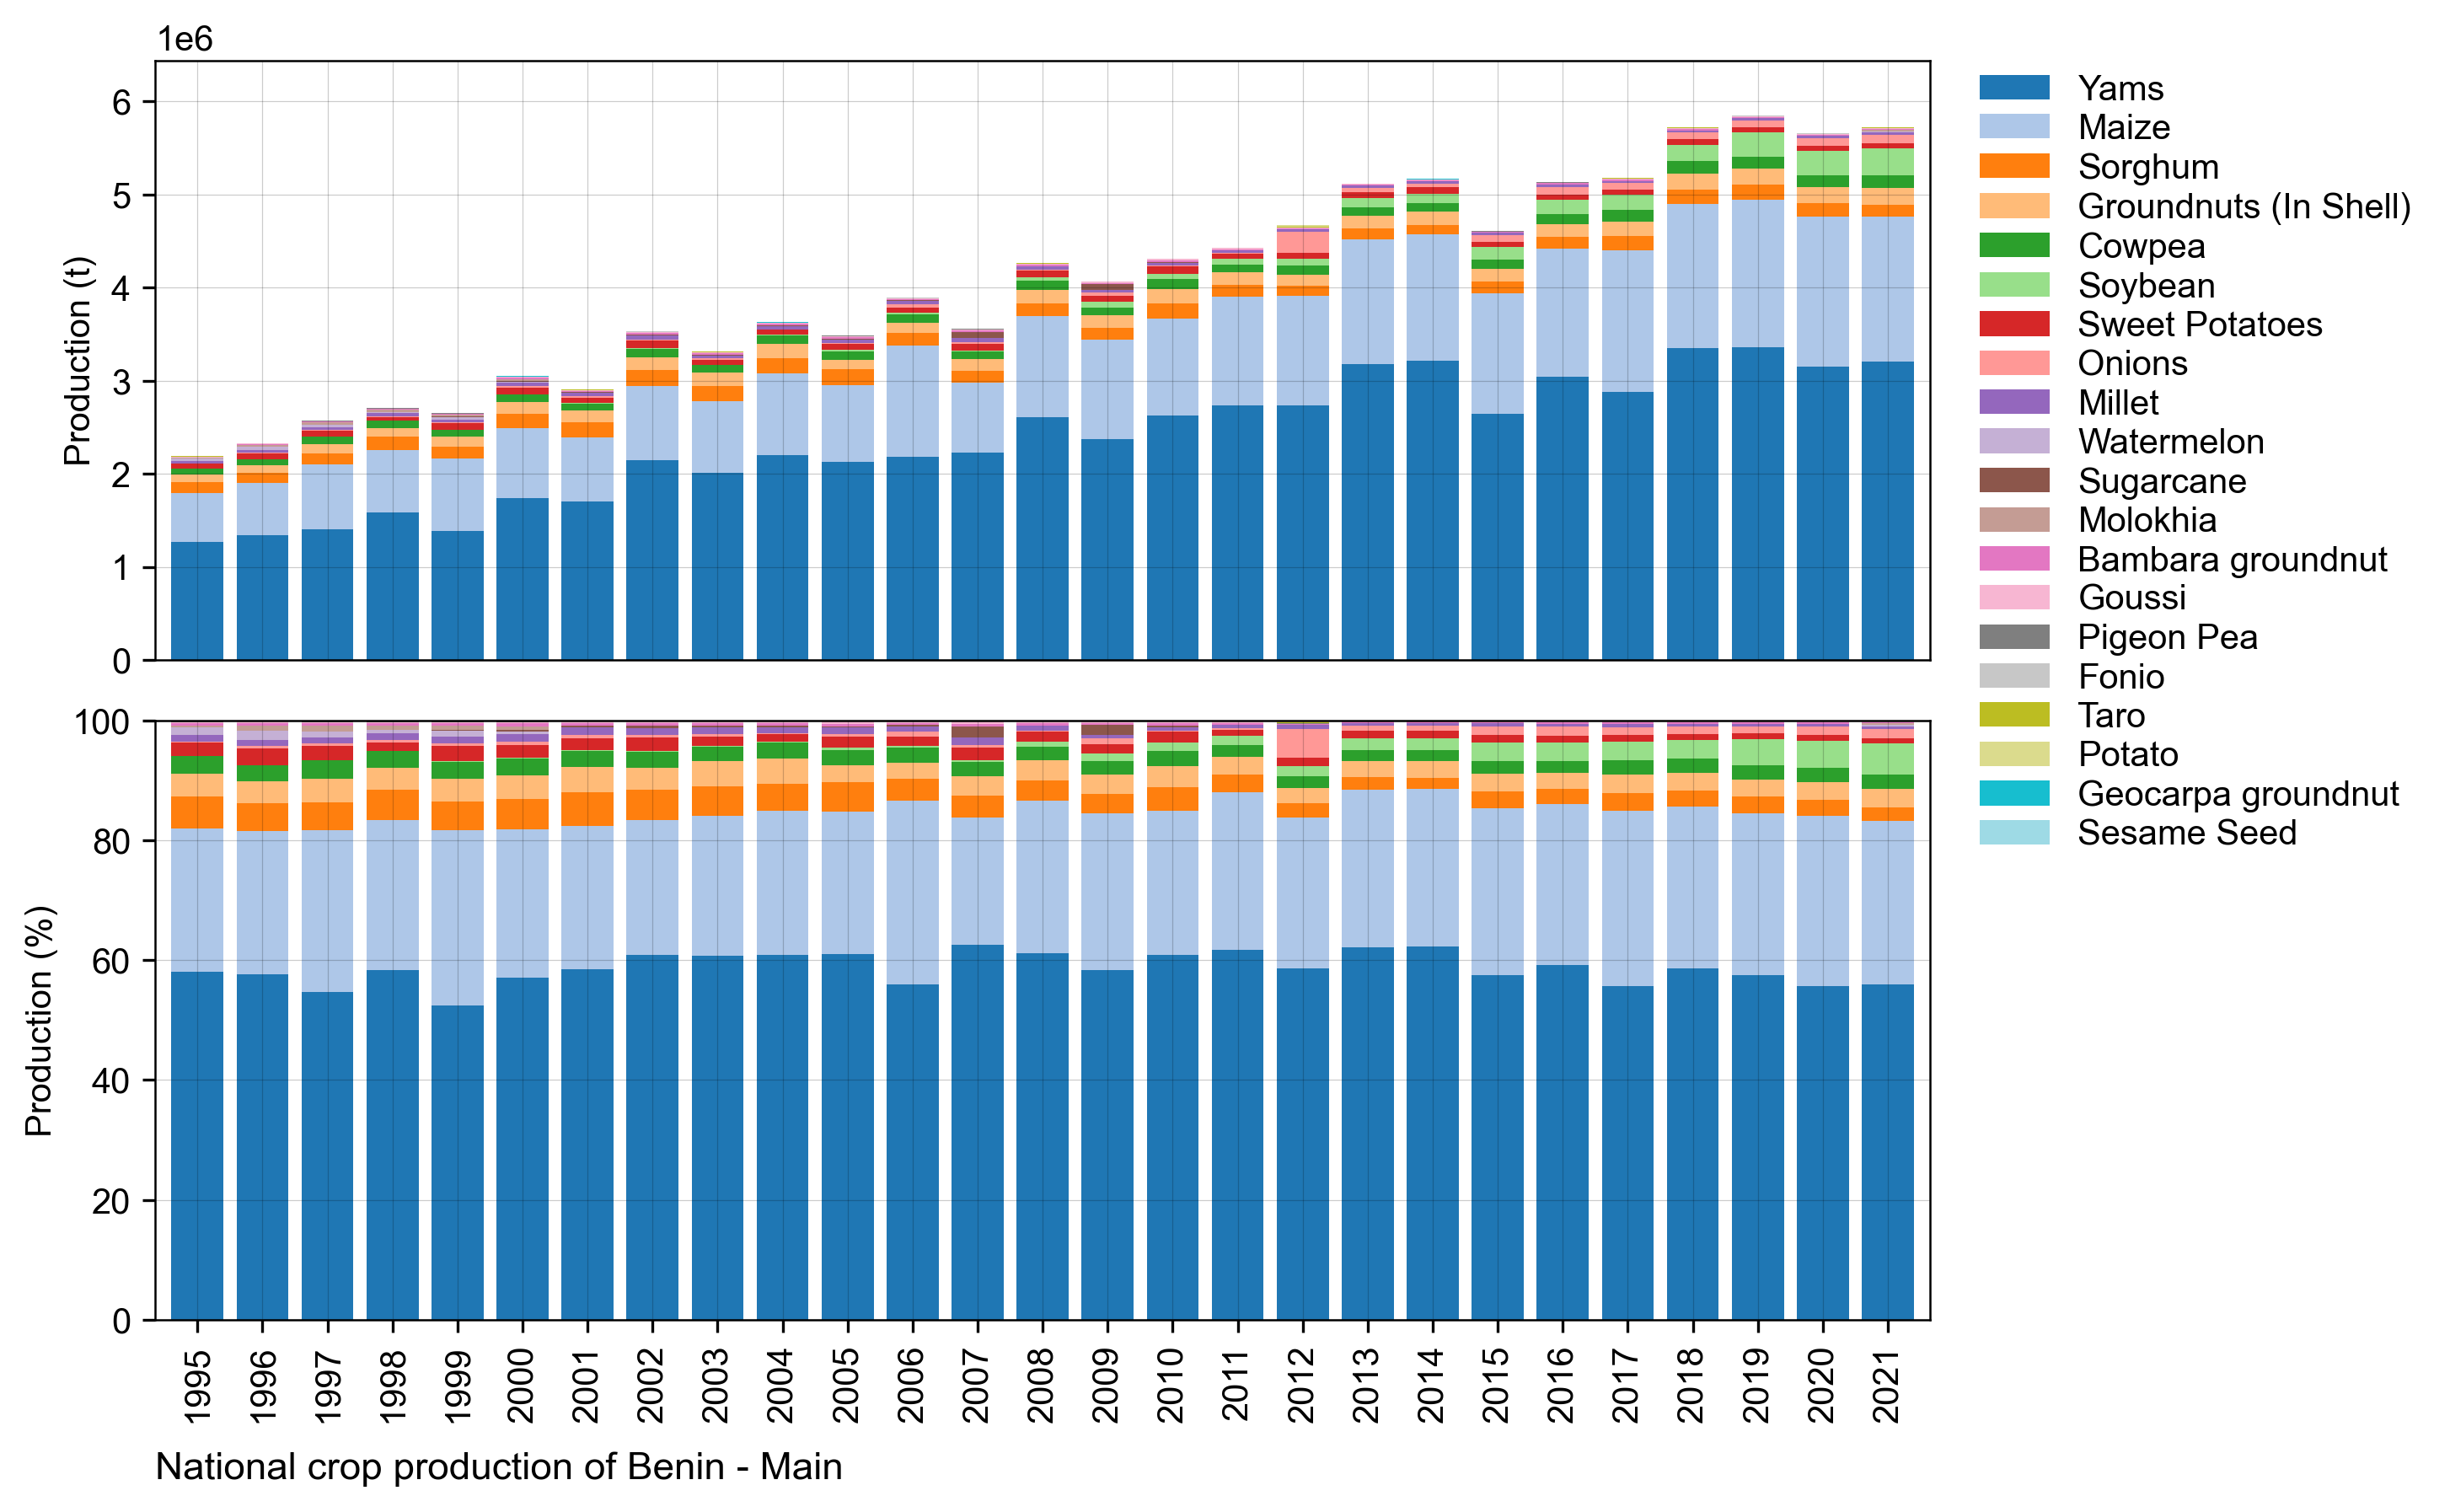 1e6
6
5
4
3
2
1
0
Production (t)
Yams
Maize
Sorghum
Groundnuts (In Shell)
Cowpea
Soybean
Sweet Potatoes
Onions
Millet
Watermelon
Sugarcane
Molokhia
Bambara groundnut
Goussi
Pigeon Pea
Fonio
Taro
Potato
Geocarpa groundnut
Sesame Seed
100
80
60
40
20
0
Production (%)
1995
1996
1997
1998
1999
2000
2001
2002
2003
2004
2005
2006
2007
2008
2009
2010
2011
2012
2013
2014
2015
2016
2017
2018
2019
2020
2021
National crop production of Benin - Main